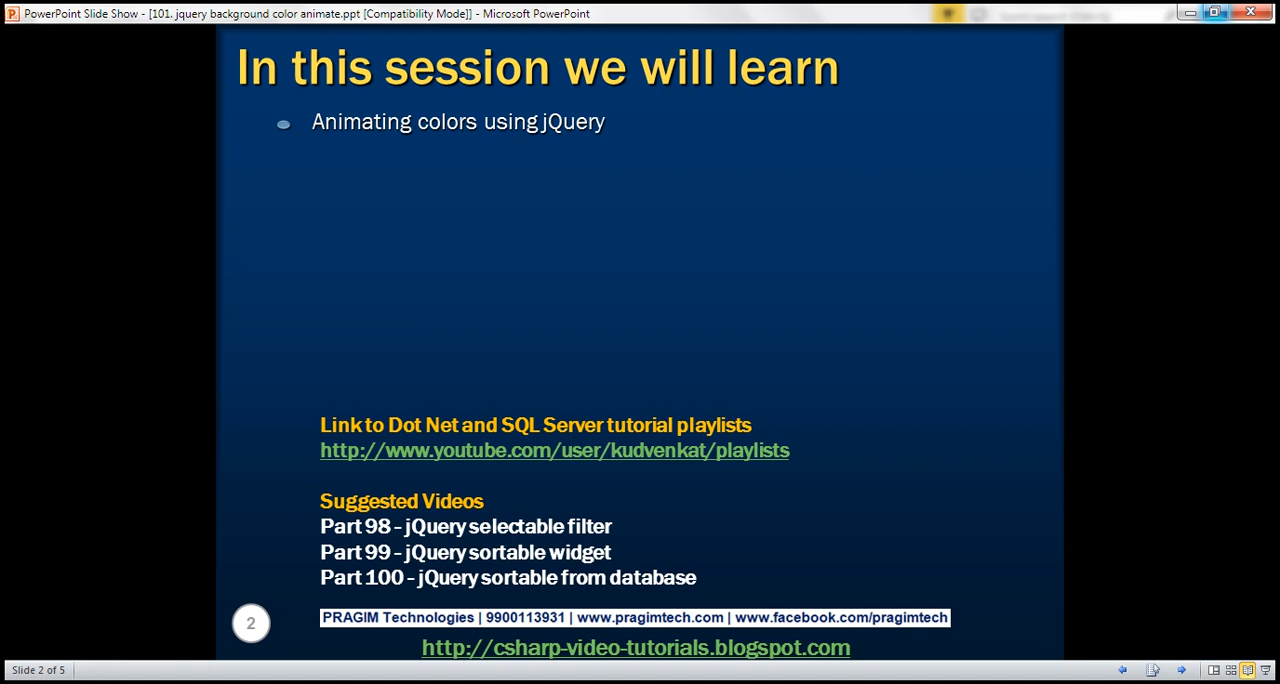 PowerPoint Slide Show - [101. jquery background color animate.ppt [Compatibility Mode]] - Microsoft PowerPoint
In this session we will learn
Animating colors using jQuery
Link to Dot Net and SQL Server tutorial playlists
http://www.youtube.com/user/kudvenkat/playlists
Suggested Videos
Part 98 - jQuery selectable filter
Part 99 - jQuery sortable widget
Part 100 - jQuery sortable from database
PRAGIM Technologies | 9900113931 | www.pragimtech.com | www.facebook.com/pragimtech
2
http://csharp-video-tutorials.blogspot.com
Slide 2 of 5